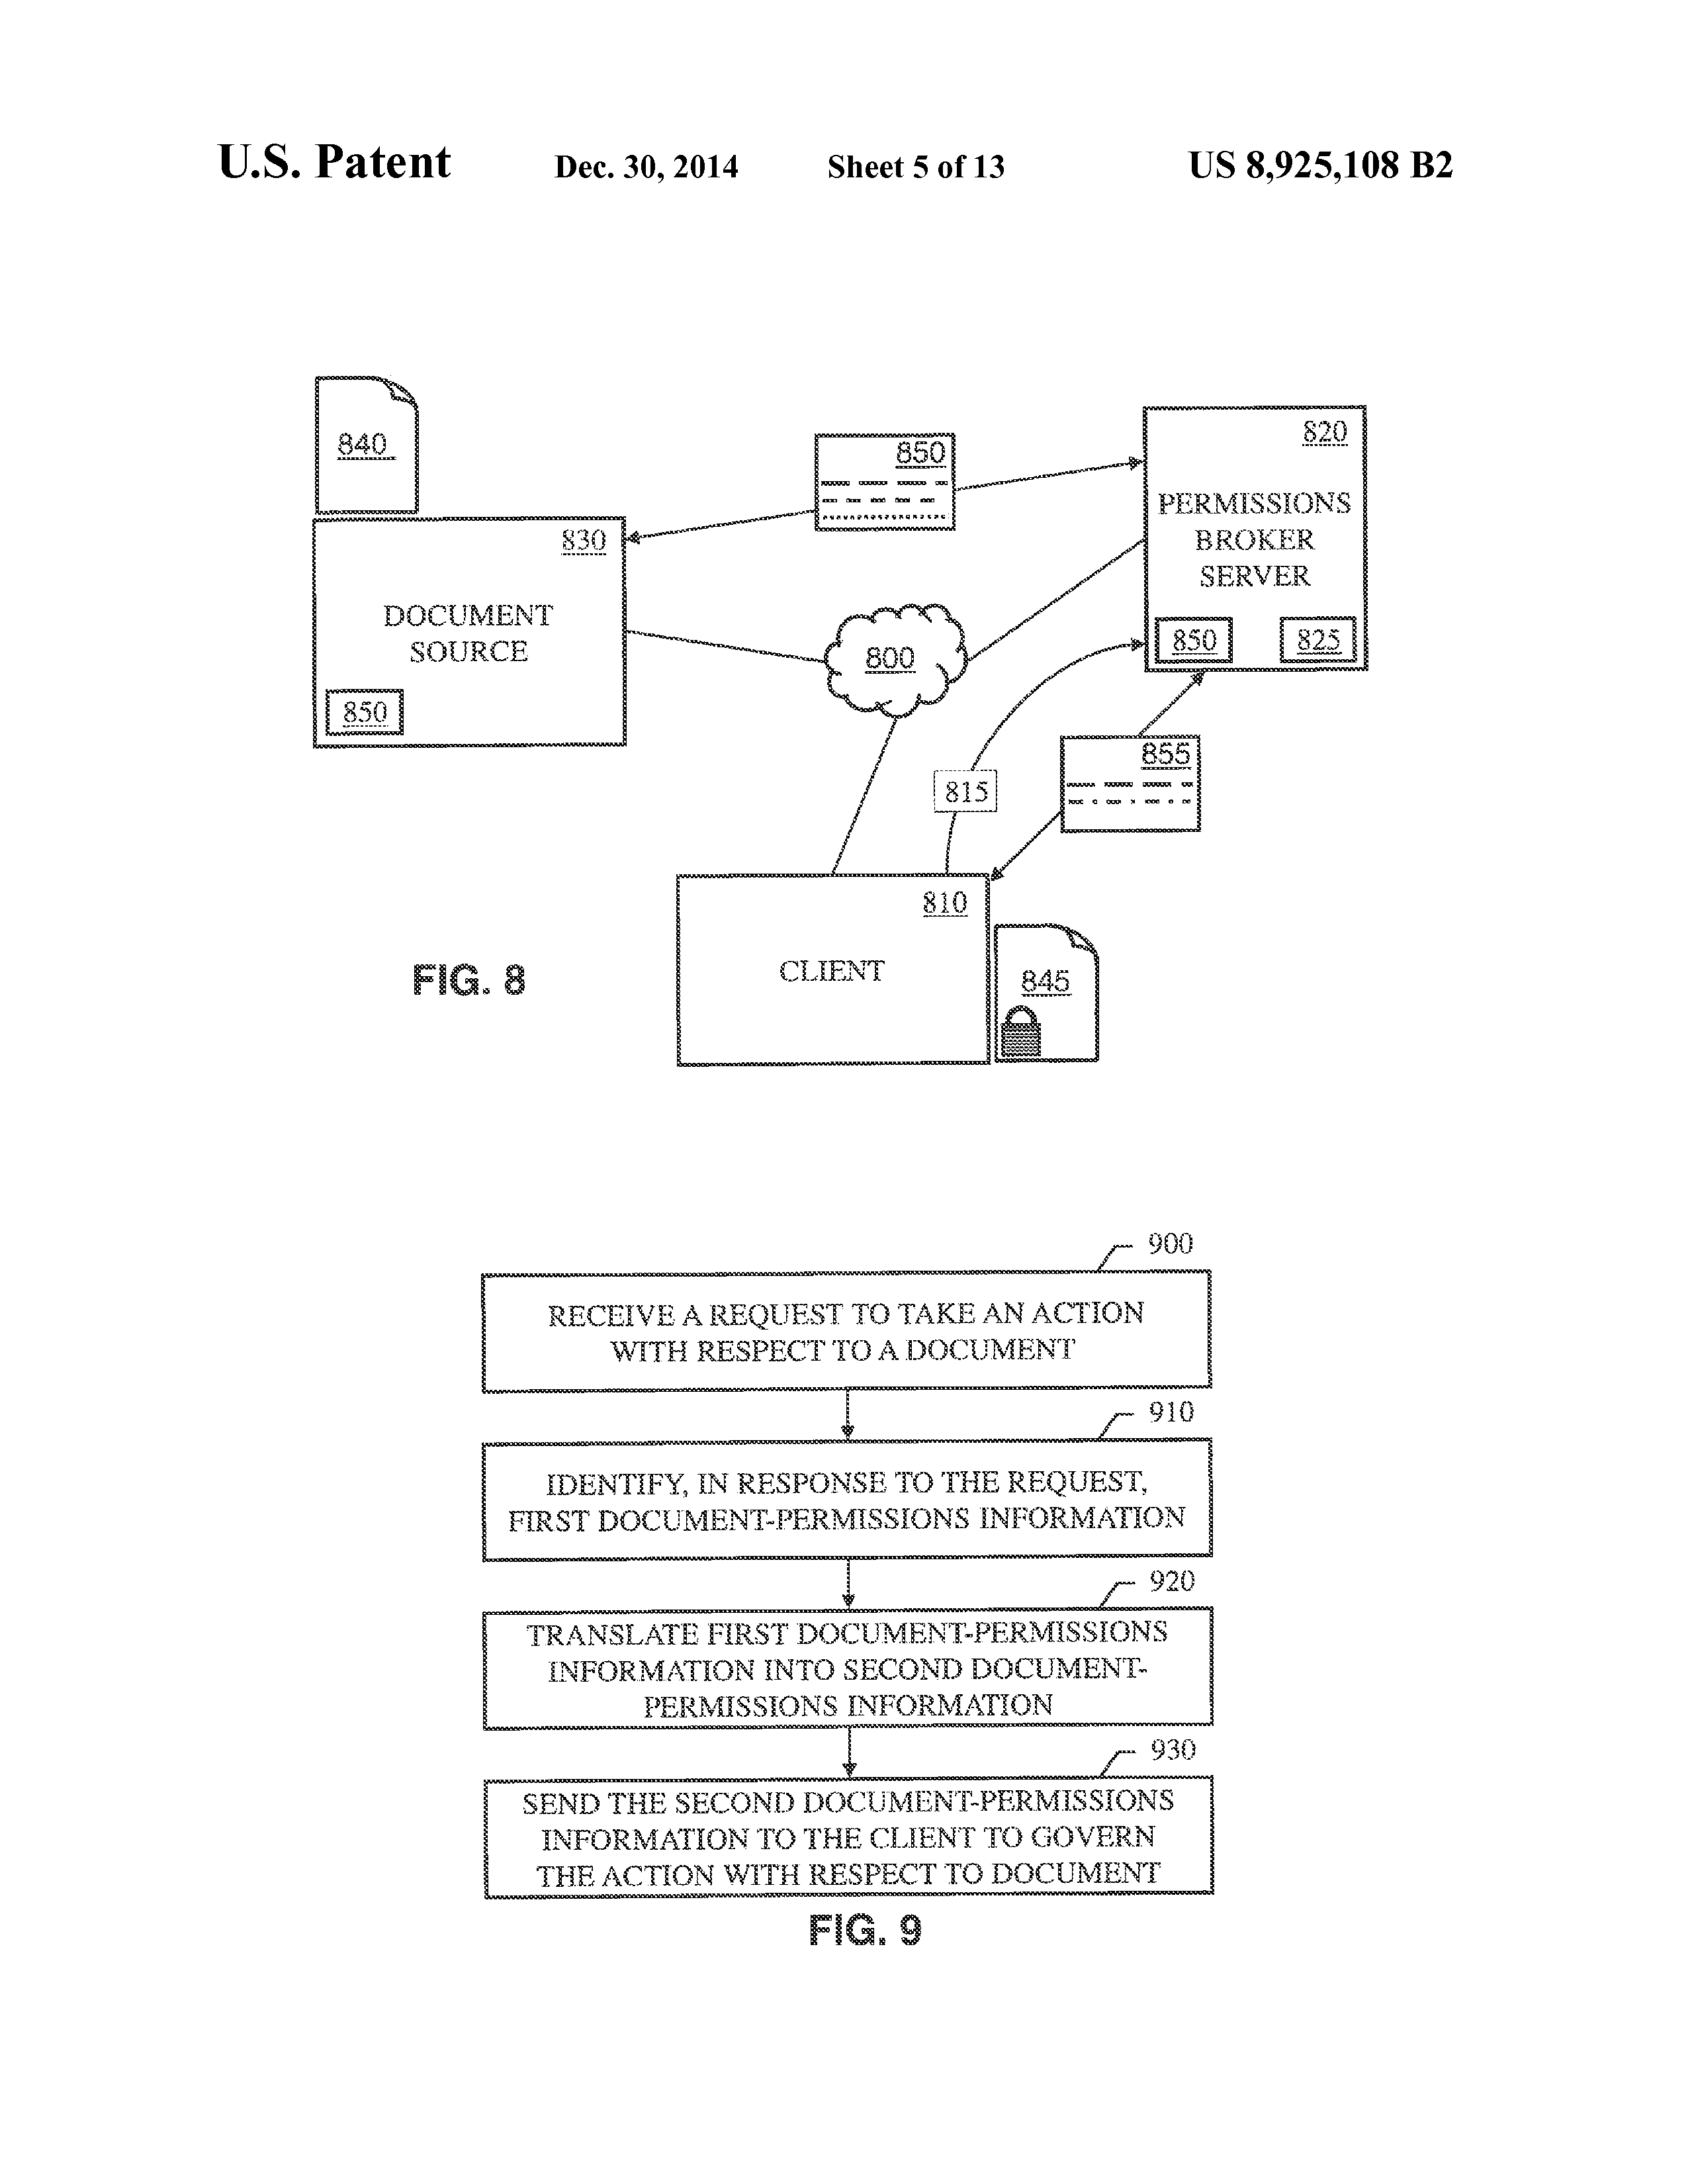 U.S. Patent Dec. 30, 2014 Sheet 5 of 13 US 8,925,108 B2
840
850
820
PERMISSIONS
BROKER
SERVER
830
DOCUMENT
SOURCE
800
850 825
850
855
815
810
CLIENT
845
FIG. 8
900
RECEIVE A REQUEST TO TAKE AN ACTION
WITH RESPECT TO A DOCUMENT
910
IDENTIFY, IN RESPONSE TO THE REQUEST,
FIRST DOCUMENT-PERMISSIONS INFORMATION
920
TRANSLATE FIRST DOCUMENT-PERMISSIONS
INFORMATION INTO SECOND DOCUMENT-
PERMISSIONS INFORMATION
930
SEND THE SECOND DOCUMENT-PERMISSIONS
INFORMATION TO THE CLIENT TO GOVERN
THE ACTION WITH RESPECT TO DOCUMENT
FIG. 9